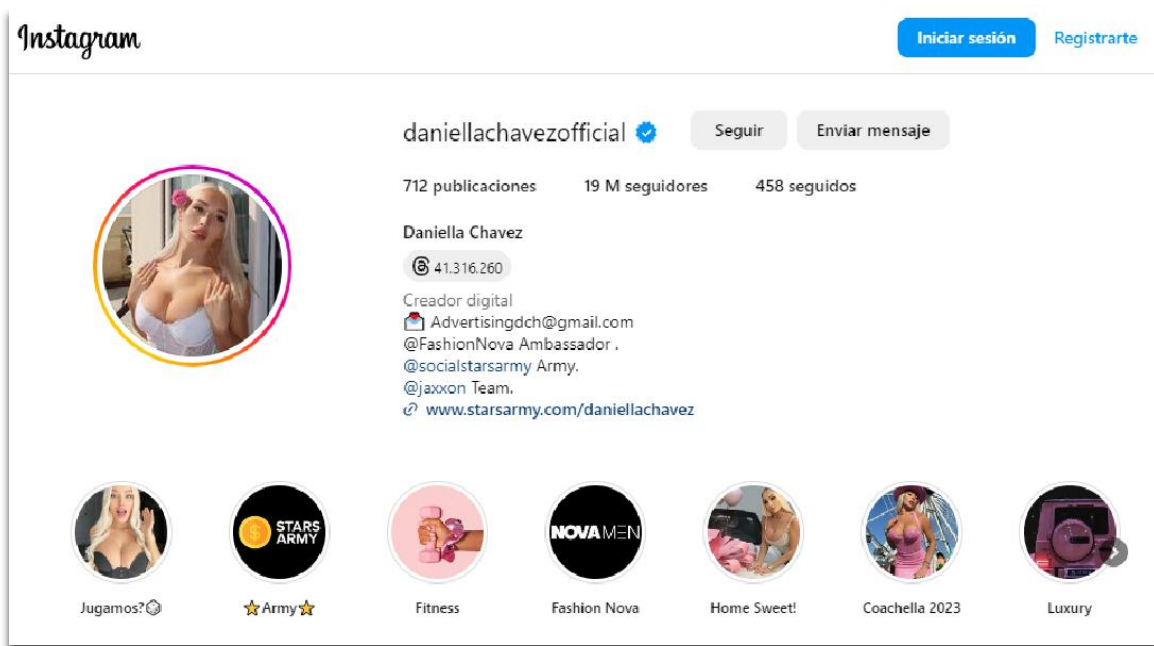 Instagram
Iniciar sesión
Registrarte
daniellachavezofficial
Seguir
Enviar mensaje
712 publicaciones
19 M seguidores
458 seguidos
Daniella Chavez
41.316.260
Creador digital
Advertisingdch@gmail.com
@FashionNova Ambassador .
@socialstarsarmy Army.
@jaxxon Team.
www.starsarmy.com/daniellachavez
STARS
ARMY
NOVAMEN
Jugamos?🎲
⭐Army⭐
Fitness
Fashion Nova
Home Sweet!
Coachella 2023
Luxury